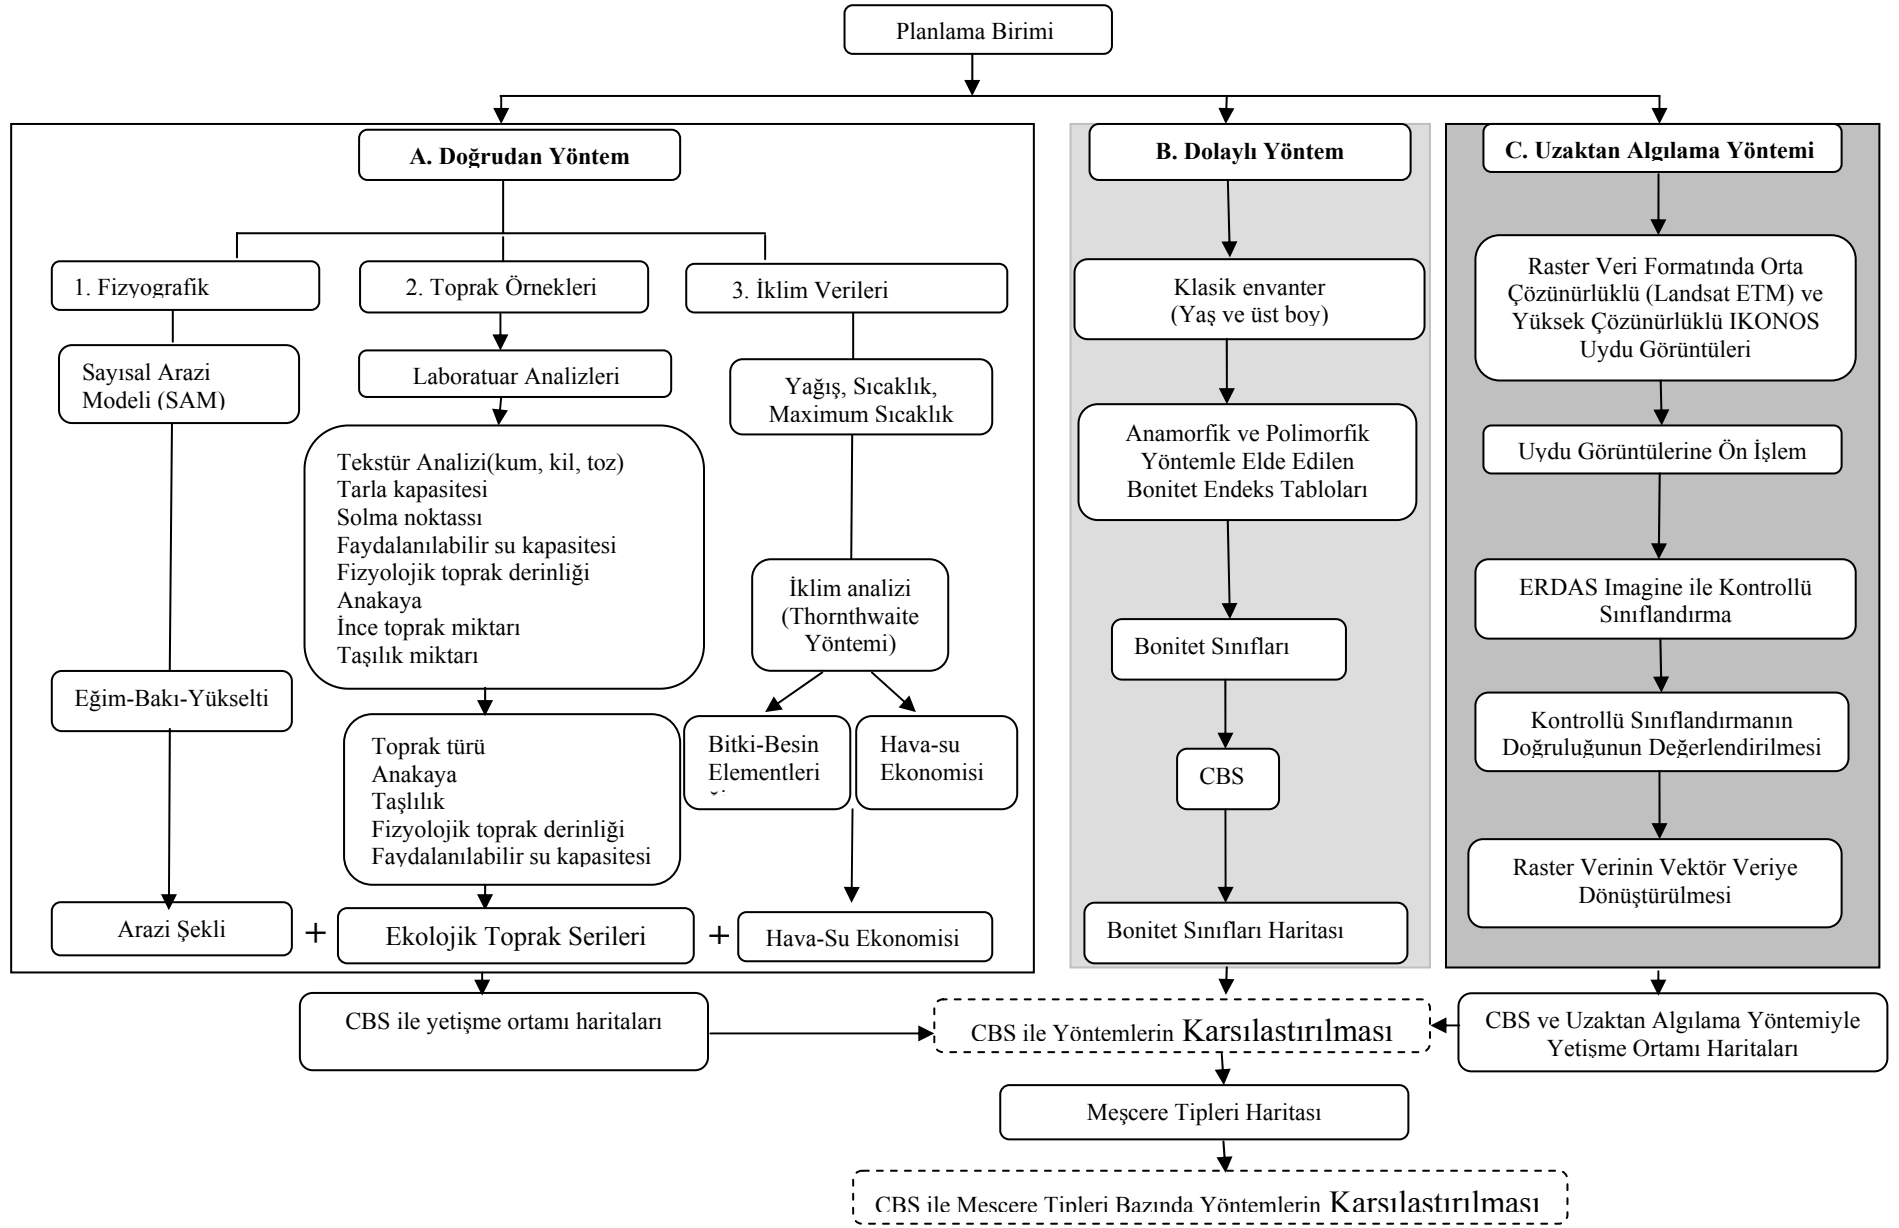 Planlama Birimi
A. Doğrudan Yöntem
1. Fizyografik
Sayısal Arazi
Modeli (SAM)
Eğim-Bakı-Yükselti
Arazi Şekli
+
2. Toprak Örnekleri
Laboratuar Analizleri
Tekstür Analizi(kum, kil, toz)
Tarla kapasitesi
Solma noktassı
Faydalanılabilir su kapasitesi
Fizyolojik toprak derinliği
Anakaya
İnce toprak miktarı
Taşılık miktarı
Toprak türü
Anakaya
Taşlılık
Fizyolojik toprak derinliği
Faydalanılabilir su kapasitesi
Ekolojik Toprak Serileri
+
3. İklim Verileri
Yağış, Sıcaklık,
Maximum Sıcaklık
İklim analizi
(Thornthwaite
Yöntemi)
Bitki-Besin
Elementleri
Hava-su
Ekonomisi
Hava-Su Ekonomisi
CBS ile yetişme ortamı haritaları
B. Dolaylı Yöntem
Klasik envanter
(Yaş ve üst boy)
Anamorfik ve Polimorfik
Yöntemle Elde Edilen
Bonitet Endeks Tabloları
Bonitet Sınıfları
CBS
Bonitet Sınıfları Haritası
C. Uzaktan Algılama Yöntemi
Raster Veri Formatında Orta
Çözünürlüklü (Landsat ETM) ve
Yüksek Çözünürlüklü IKONOS
Uydu Görüntüleri
Uydu Görüntülerine Ön İşlem
ERDAS Imagine ile Kontrollü
Sınıflandırma
Kontrollü Sınıflandırmanın
Doğruluğunun Değerlendirilmesi
Raster Verinin Vektör Veriye
Dönüştürülmesi
CBS ve Uzaktan Algılama Yöntemiyle
Yetişme Ortamı Haritaları
CBS ile Yöntemlerin Karşılaştırılması
Meşcere Tipleri Haritası
CBS ile Meşcere Tipleri Bazında Yöntemlerin Karşılaştırılması